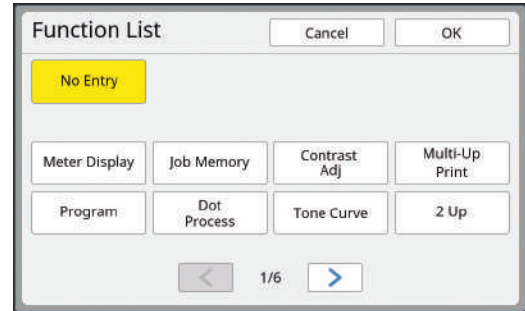 Function List
Cancel
OK
No Entry
Meter Display
Job Memory
Contrast
Adj
Multi-Up
Print
Program
Dot
Process
Tone Curve
2 Up
1/6